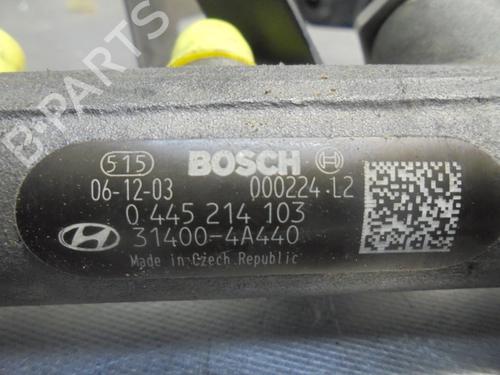 B-PARTS
515 BOSCH
06-12-03 000224 L2
0 445 214 103
31400-4A440
Made in Czech Republic